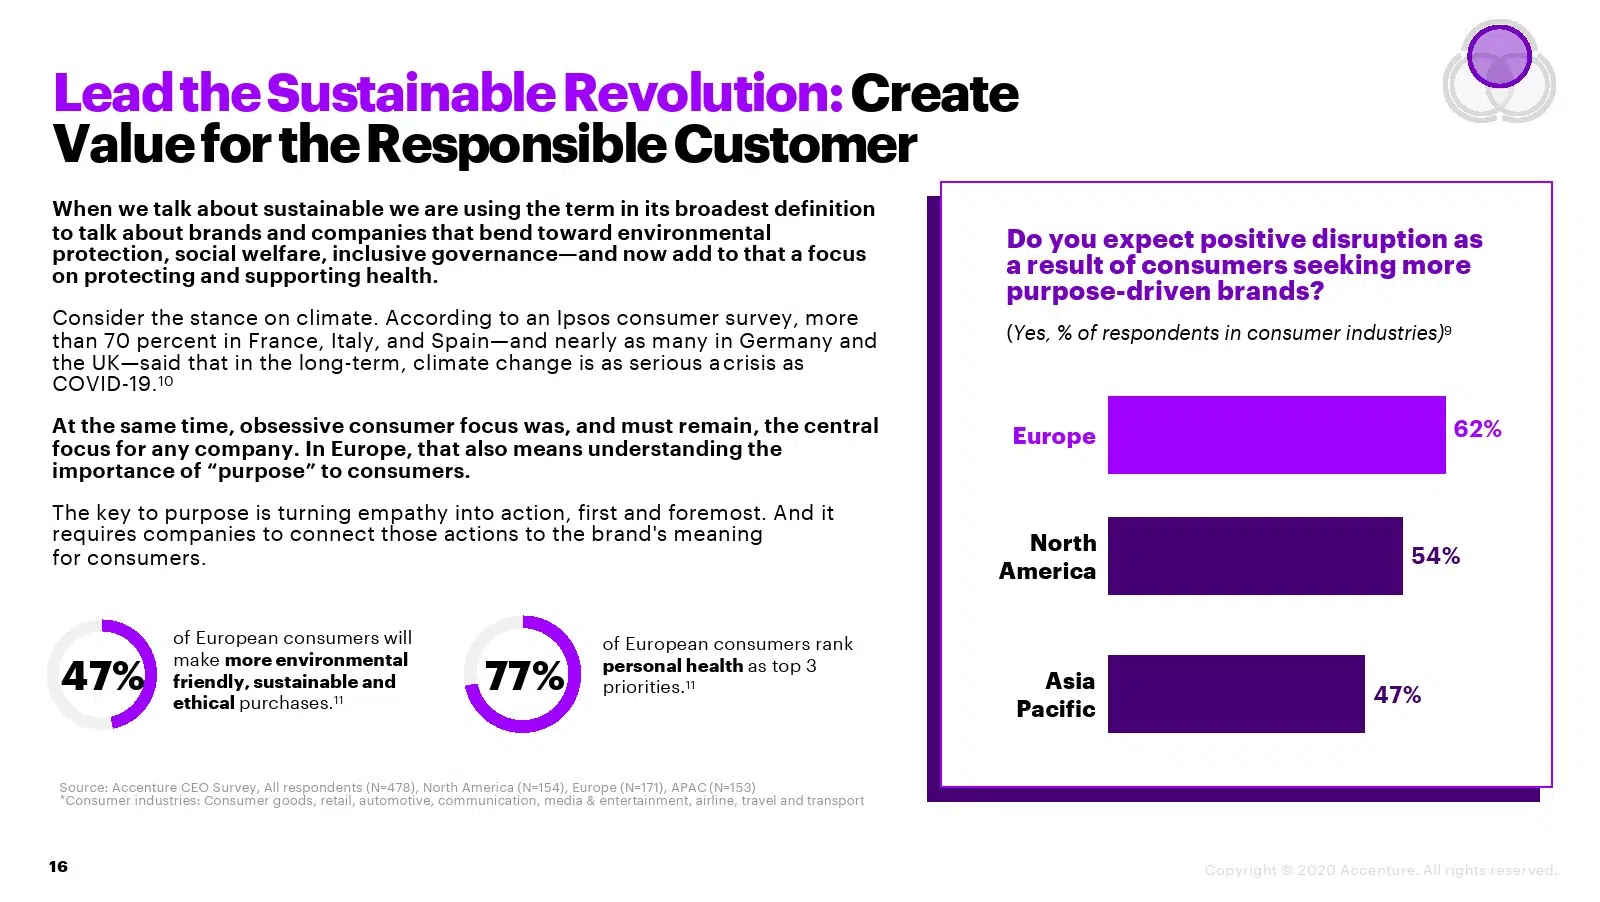 Lead the Sustainable Revolution: Create
Value for the Responsible Customer
When we talk about sustainable we are using the term in its broadest definition
to talk about brands and companies that bend toward environmental
protection, social welfare, inclusive governance—and now add to that a focus
on protecting and supporting health.
Consider the stance on climate. According to an Ipsos consumer survey, more
than 70 percent in France, Italy, and Spain—and nearly as many in Germany and
the UK—said that in the long-term, climate change is as serious a crisis as
COVID-19.¹⁰
At the same time, obsessive consumer focus was, and must remain, the central
focus for any company. In Europe, that also means understanding the
importance of “purpose” to consumers.
The key to purpose is turning empathy into action, first and foremost. And it
requires companies to connect those actions to the brand's meaning
for consumers.
47%
of European consumers will
make more environmental
friendly, sustainable and
ethical purchases.¹¹
77%
of European consumers rank
personal health as top 3
priorities.¹¹
Source: Accenture CEO Survey, All respondents (N=478), North America (N=154), Europe (N=171), APAC (N=153)
*Consumer industries: Consumer goods, retail, automotive, communication, media & entertainment, airline, travel and transport
Do you expect positive disruption as
a result of consumers seeking more
purpose-driven brands?
(Yes, % of respondents in consumer industries)⁹
Europe
62%
North
America
54%
Asia
Pacific
47%
16
Copyright © 2020 Accenture. All rights reserved.